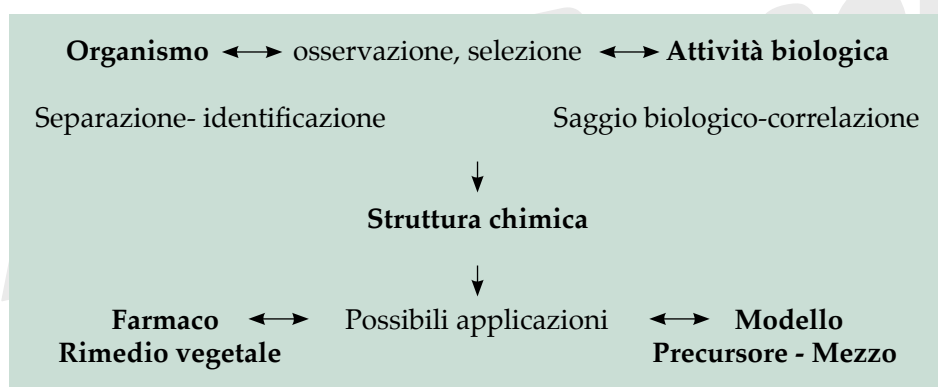 Organismo ⟷ osservazione, selezione ⟷ Attività biologica
Separazione- identificazione Saggio biologico-correlazione
Struttura chimica
Farmaco ⟷ Possibili applicazioni ⟷ Modello
Rimedio vegetale Precursore - Mezzo